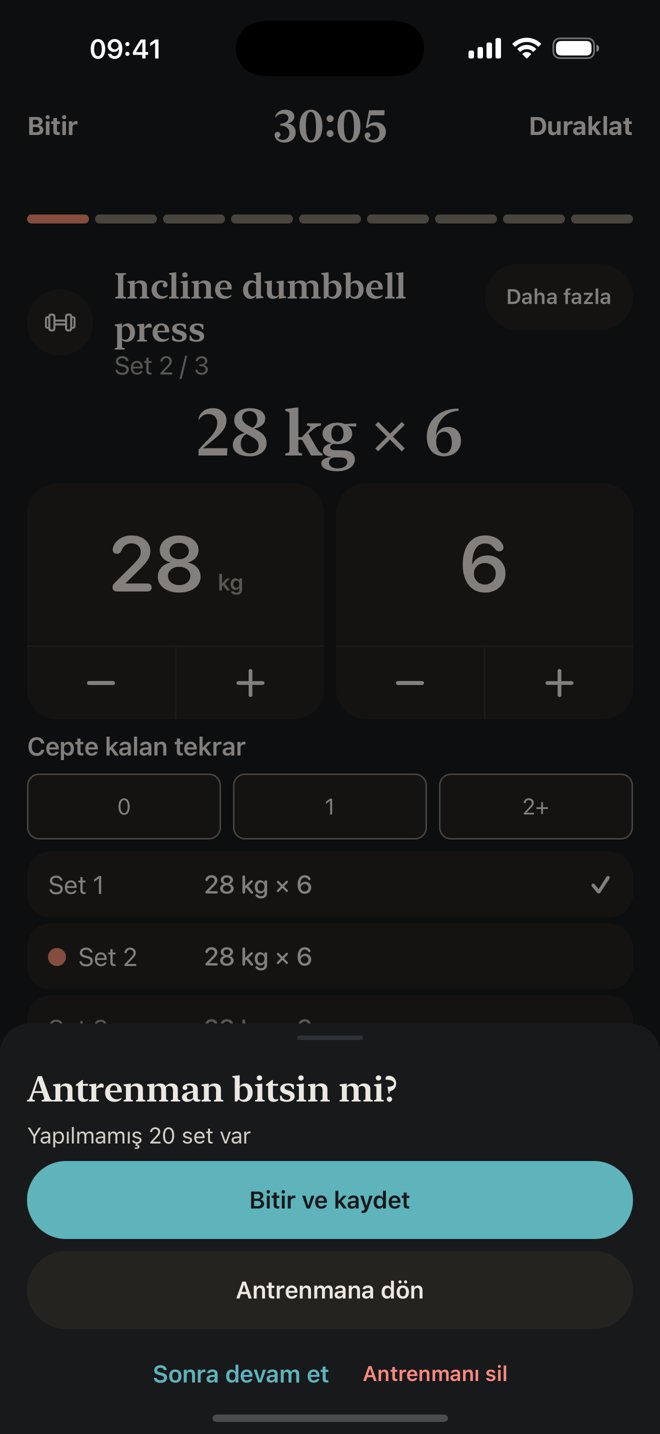 09:41
Bitir
30:05
Duraklat
Incline dumbbell
press
Daha fazla
Set 2 / 3
28 kg × 6
28 kg
6
− +
− +
Cepte kalan tekrar
0
1
2+
Set 1 28 kg × 6
Set 2 28 kg × 6
Antrenman bitsin mi?
Yapılmamış 20 set var
Bitir ve kaydet
Antrenmana dön
Sonra devam et
Antrenmanı sil